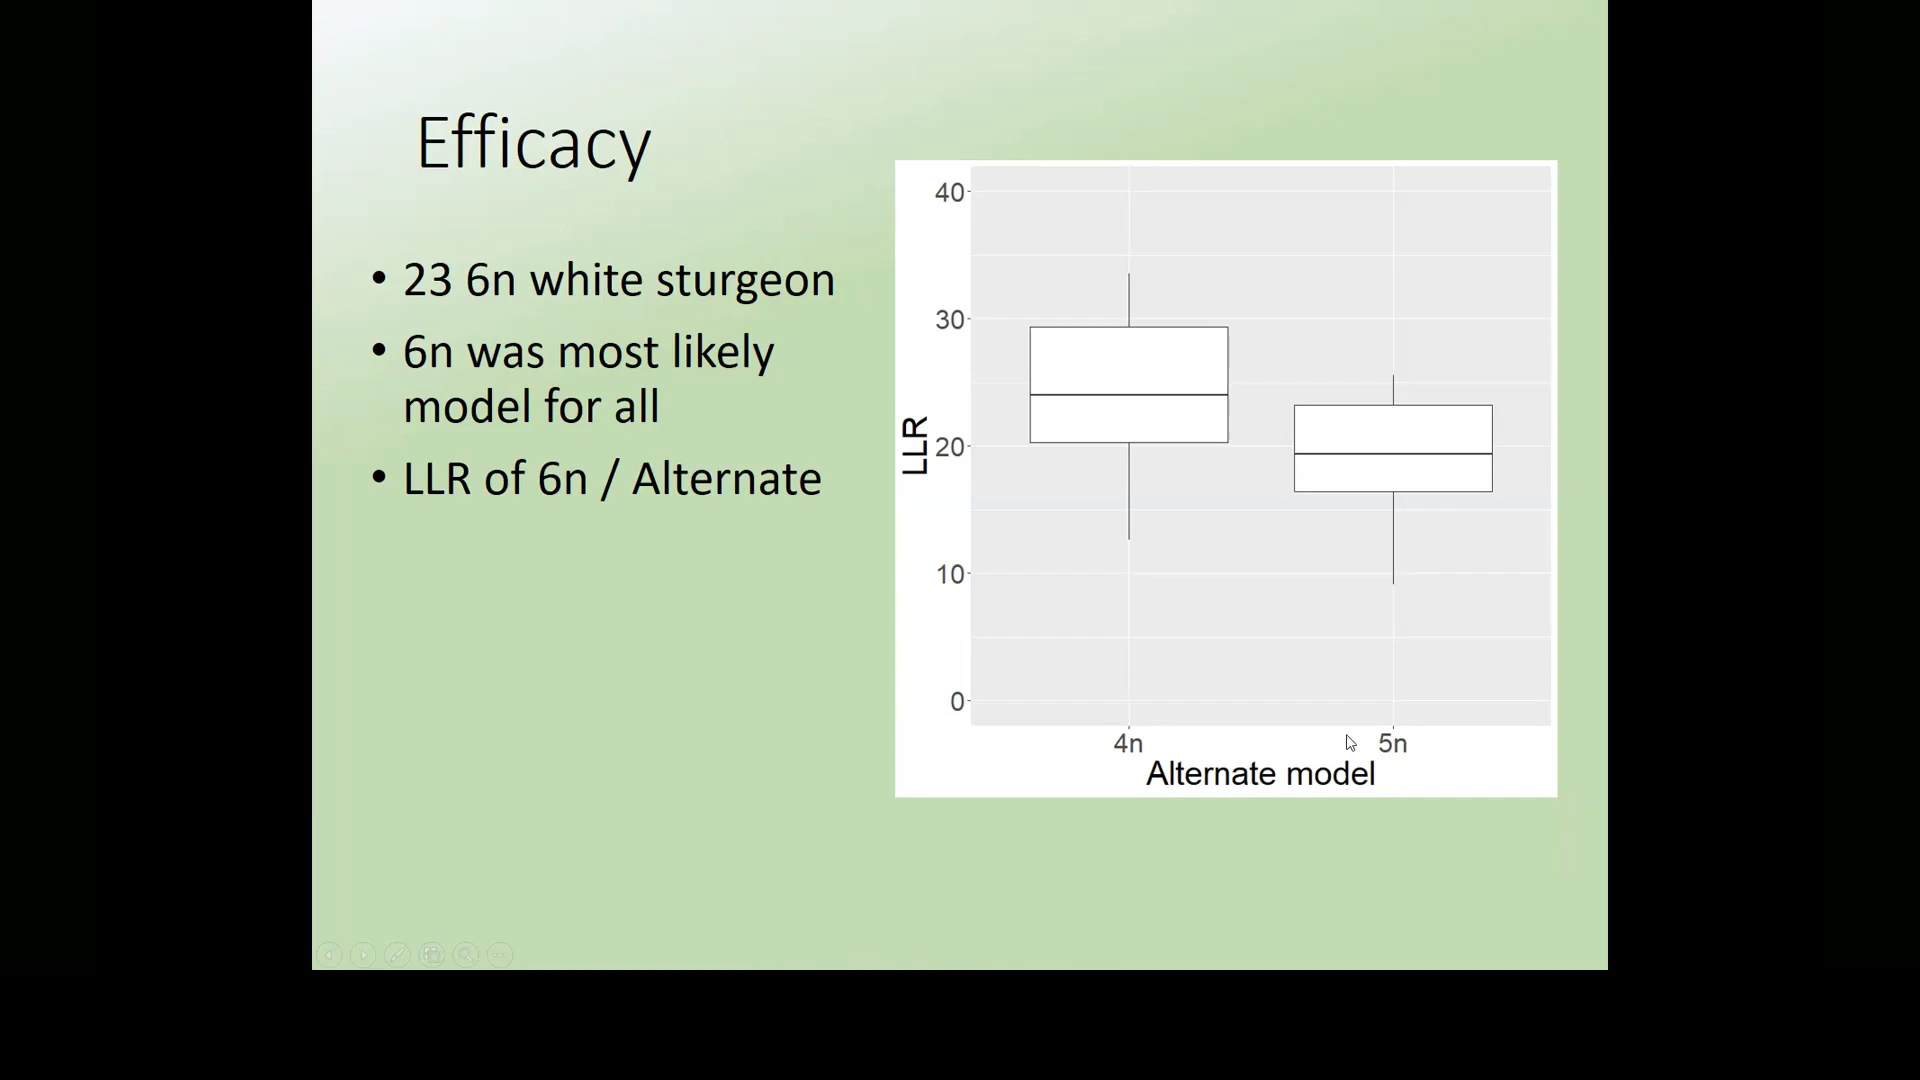 Efficacy
• 23 6n white sturgeon
• 6n was most likely
model for all
• LLR of 6n / Alternate
40
30
20
10
0
LLR
4n 5n
Alternate model